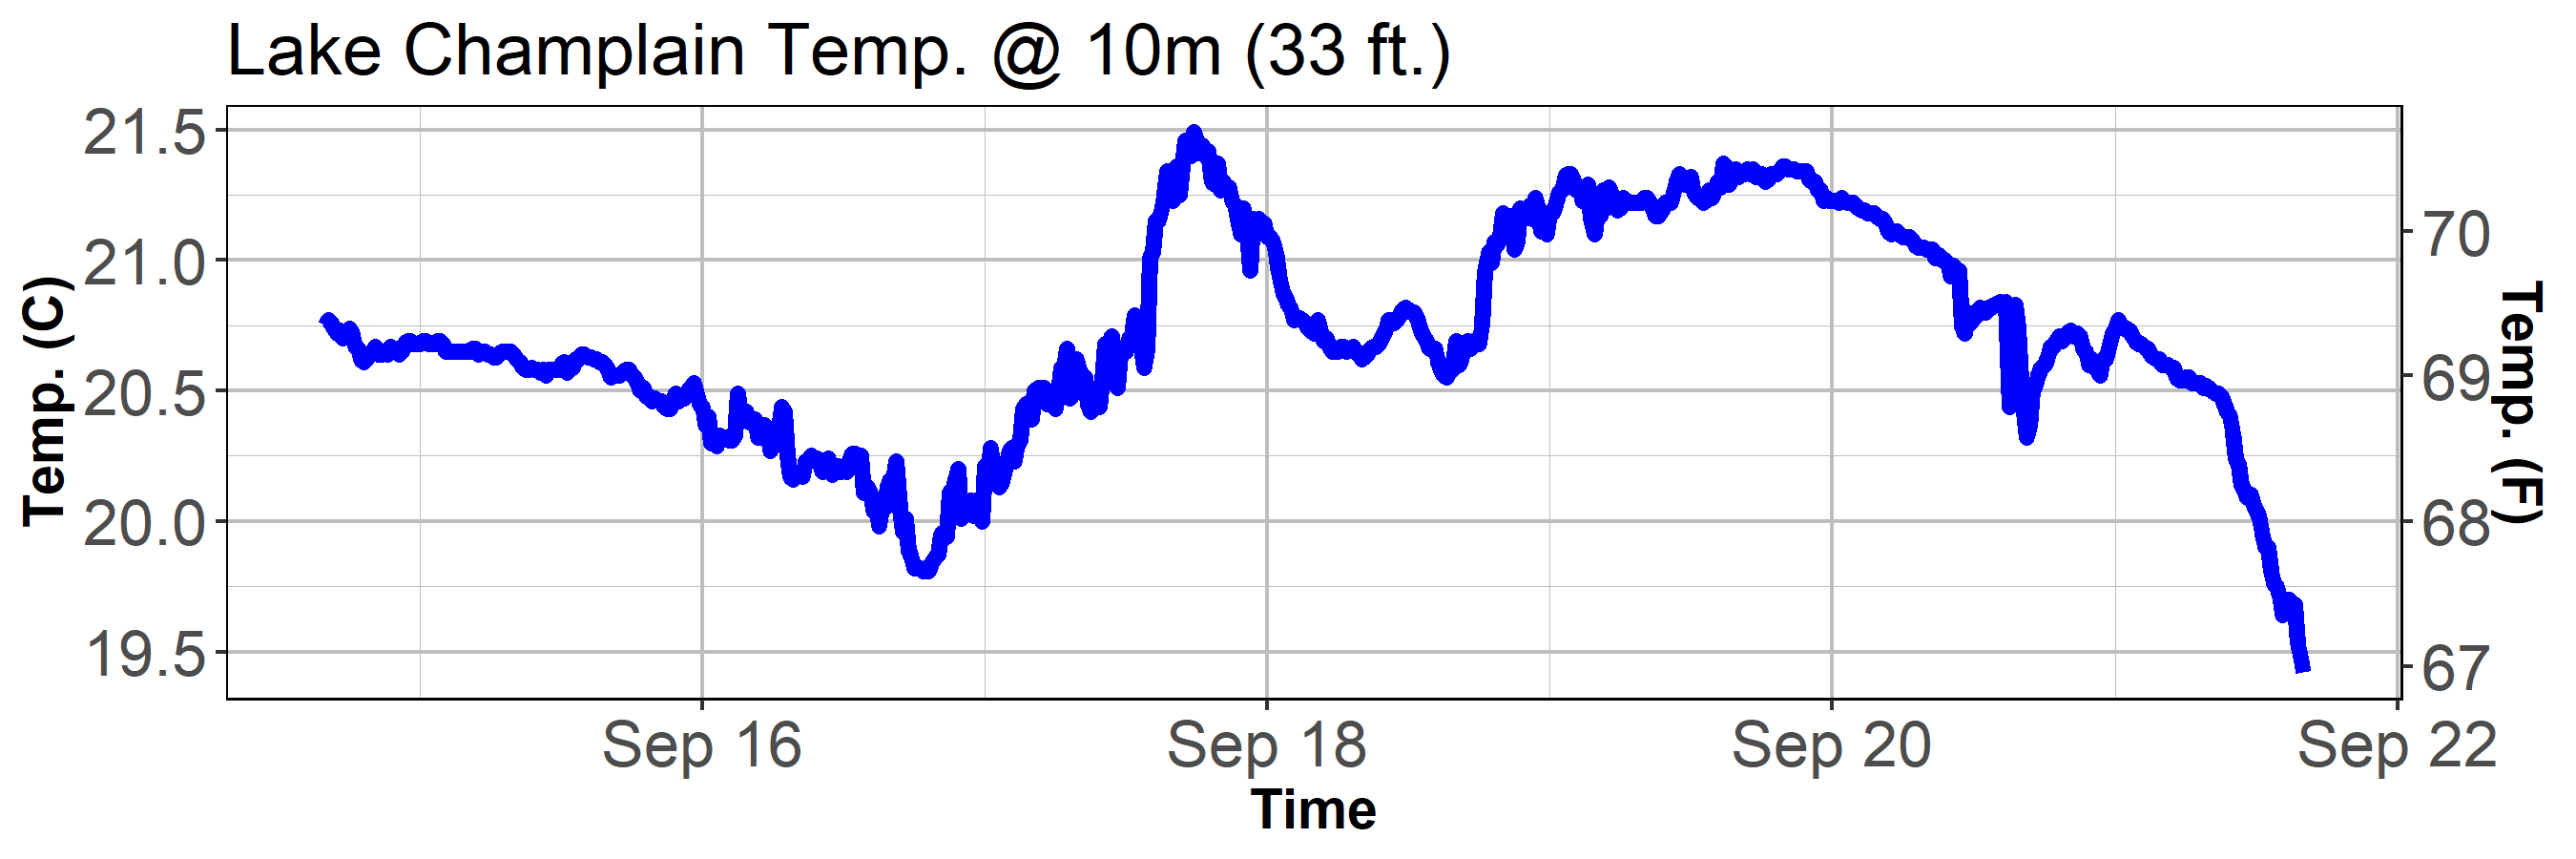 Lake Champlain Temp. @ 10m (33 ft.)
Temp. (C)
21.5
21.0
20.5
20.0
19.5
70
69
68
67
Temp. (F)
Sep 16
Sep 18
Sep 20
Sep 22
Time